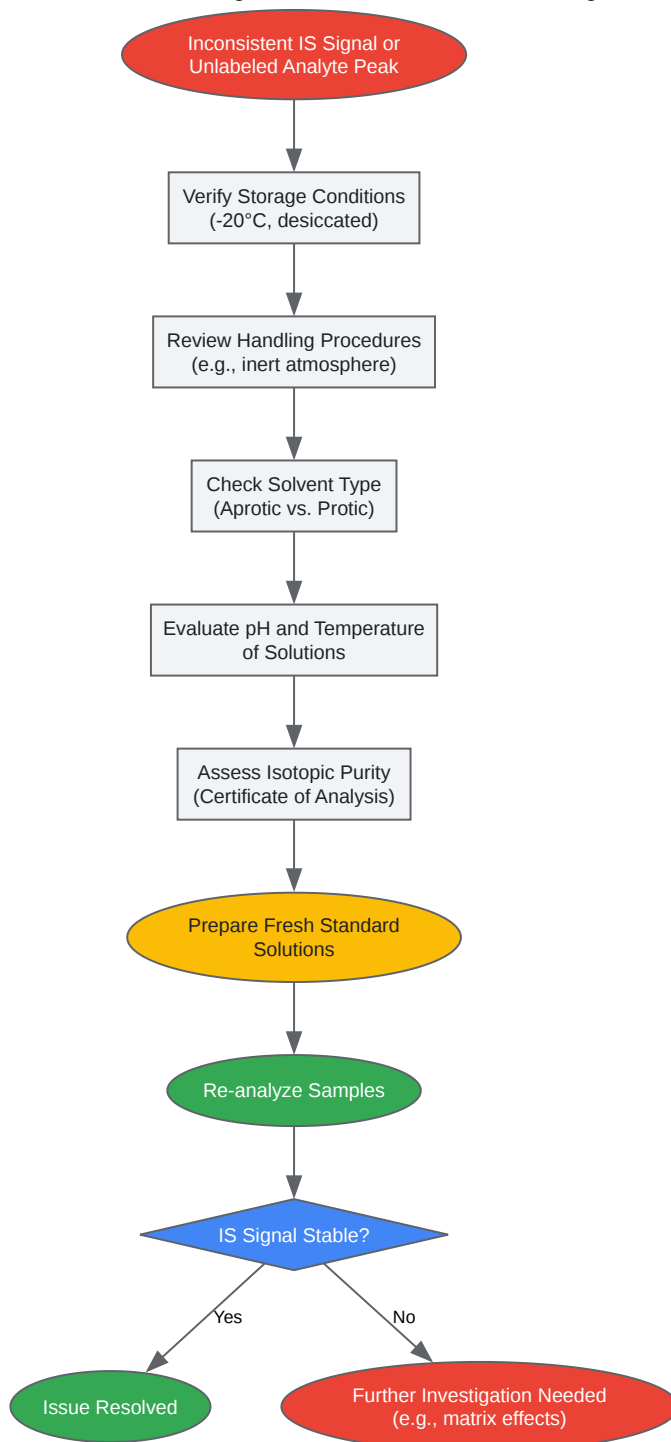 Inconsistent IS Signal or
Unlabeled Analyte Peak
Verify Storage Conditions
(-20°C, desiccated)
Review Handling Procedures
(e.g., inert atmosphere)
Check Solvent Type
(Aprotic vs. Protic)
Evaluate pH and Temperature
of Solutions
Assess Isotopic Purity
(Certificate of Analysis)
Prepare Fresh Standard
Solutions
Re-analyze Samples
IS Signal Stable?
Yes
No
Issue Resolved
Further Investigation Needed
(e.g., matrix effects)